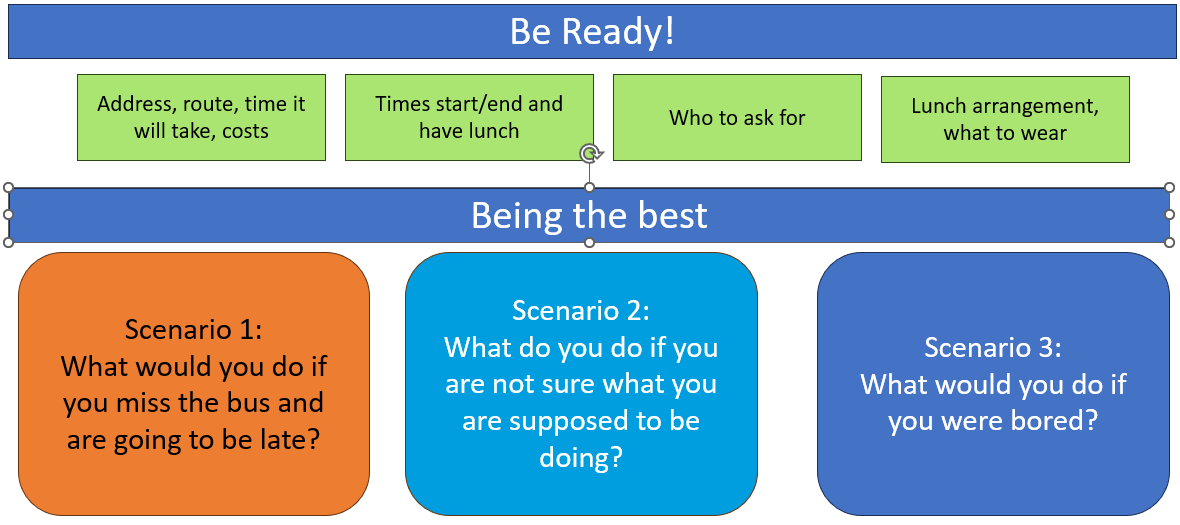 Be Ready!
Address, route, time it
will take, costs
Times start/end and
have lunch
Who to ask for
Lunch arrangement,
what to wear
Being the best
Scenario 1:
What would you do if
you miss the bus and
are going to be late?
Scenario 2:
What do you do if you
are not sure what you
are supposed to be
doing?
Scenario 3:
What would you do if
you were bored?